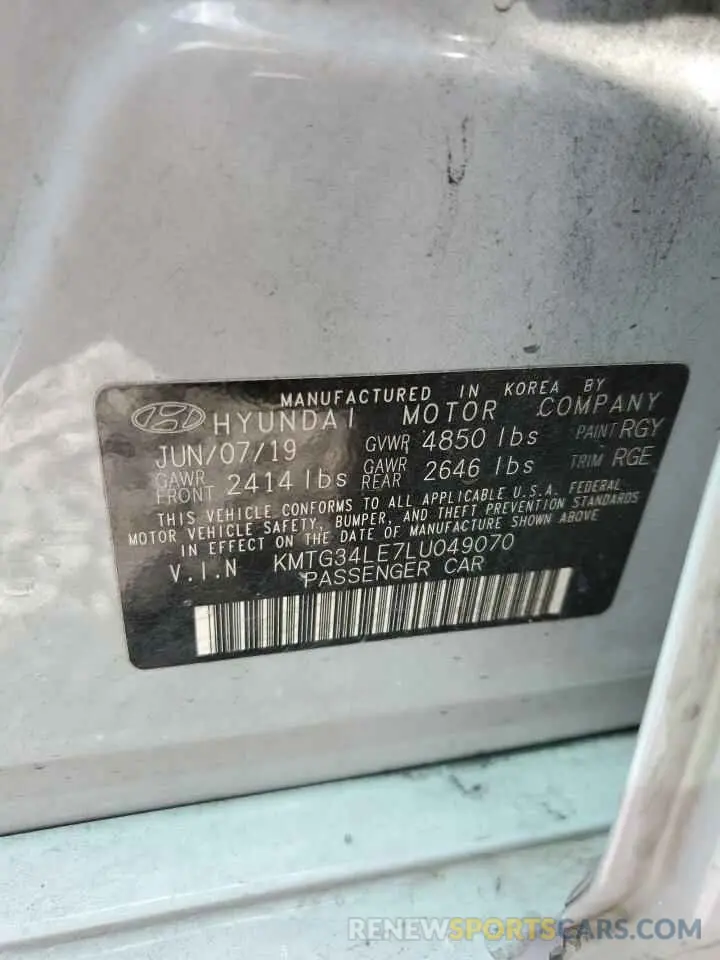 MANUFACTURED IN KOREA BY
HYUNDAI MOTOR COMPANY
JUN/07/19 GVWR 4850 lbs PAINT RGY
GAWR FRONT 2414 lbs GAWR REAR 2646 lbs TRIM RGE
THIS VEHICLE CONFORMS TO ALL APPLICABLE U.S.A. FEDERAL
MOTOR VEHICLE SAFETY, BUMPER, AND THEFT PREVENTION STANDARDS
IN EFFECT ON THE DATE OF MANUFACTURE SHOWN ABOVE
V.I.N KMTG34LE7LU049070
PASSENGER CAR
RENEWSPORTSCARS.COM